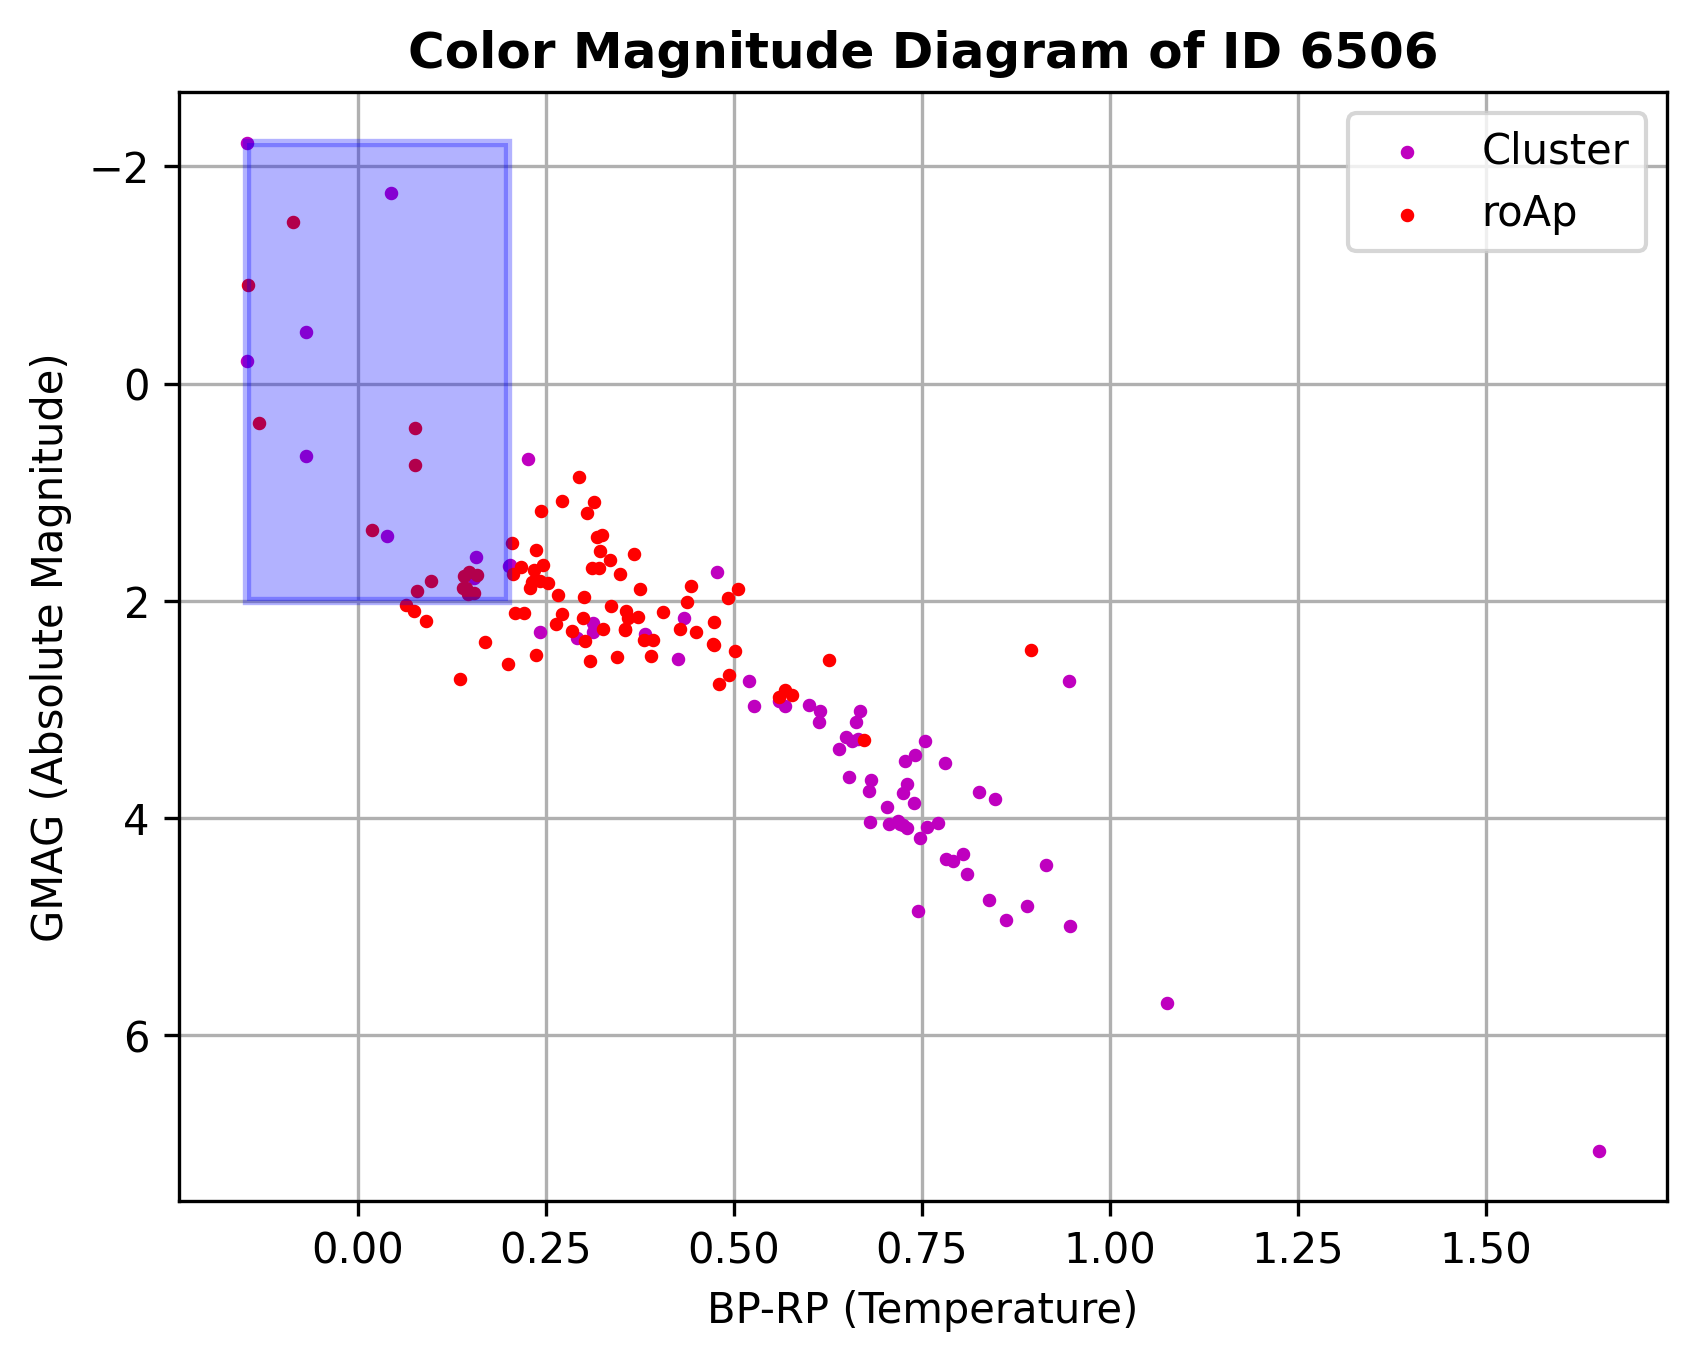 Color Magnitude Diagram of ID 6506
Cluster
roAp
GMAG (Absolute Magnitude)
−2
0
2
4
6
0.00 0.25 0.50 0.75 1.00 1.25 1.50
BP-RP (Temperature)